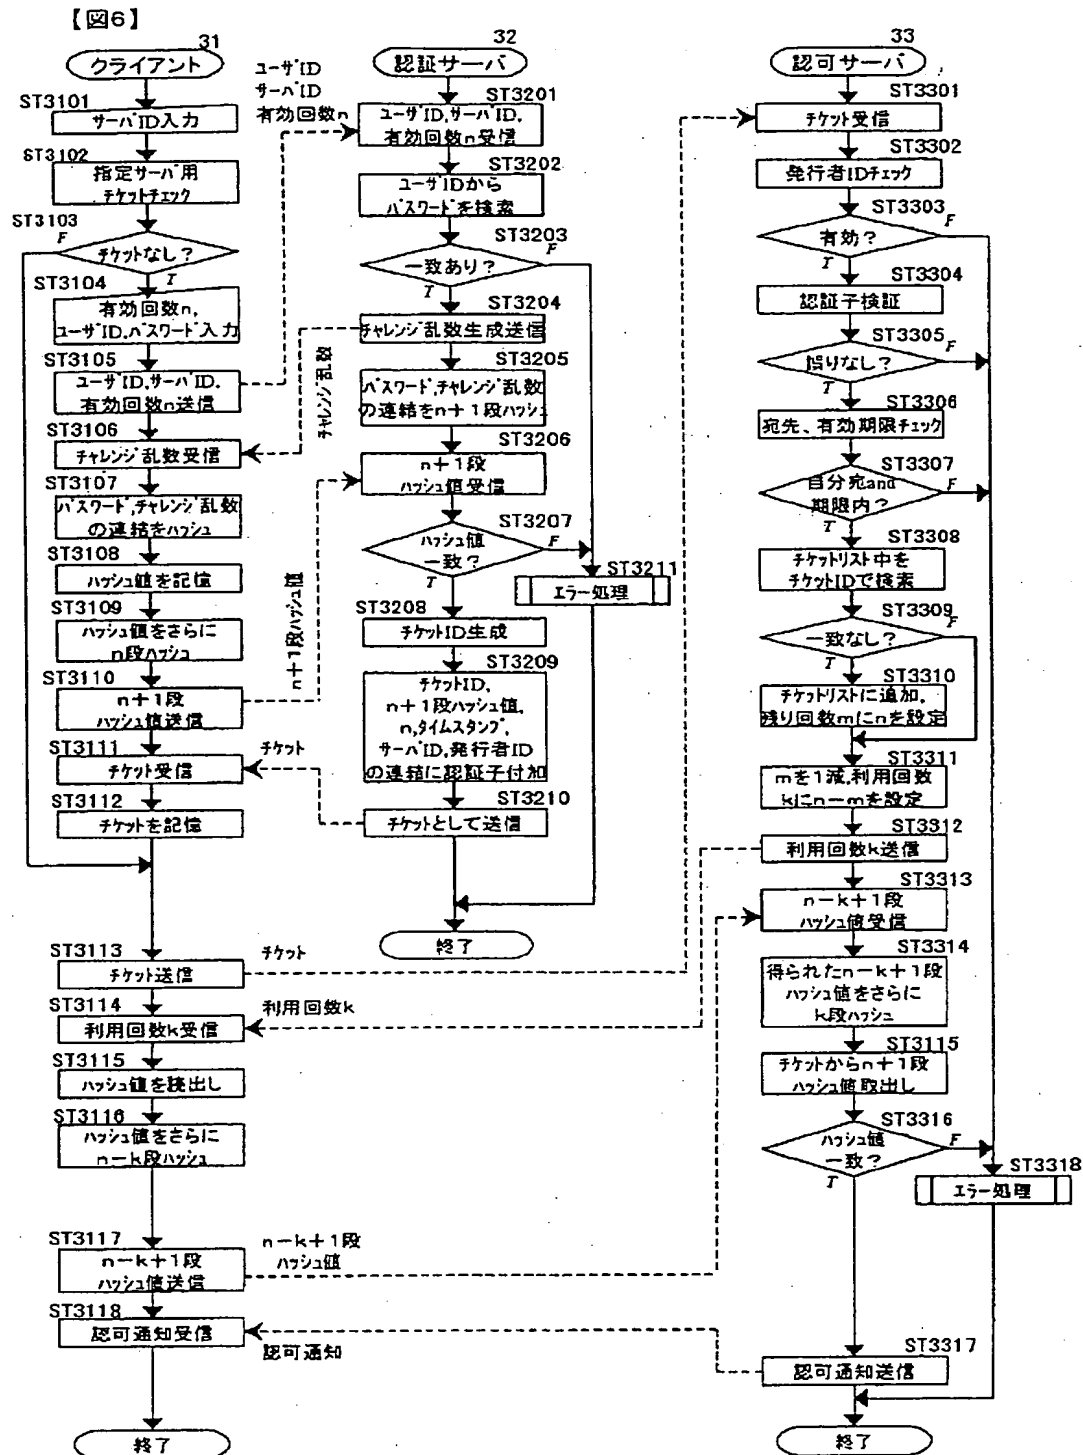 【図6】
31
クライアント
ST3101
サーバID入力
ST3102
指定サーバ用
チケットチェック
ST3103
F
チケットなし?
T
ST3104
有効回数n,
ユーザID,パスワード入力
ST3105
ユーザID,サーバID,
有効回数n送信
ST3106
チャレンジ乱数受信
ST3107
パスワード,チャレンジ乱数
の連結をハッシュ
ST3108
ハッシュ値を記憶
ST3109
ハッシュ値をさらに
n段ハッシュ
ST3110
n+1段
ハッシュ値送信
ST3111
チケット受信
ST3112
チケットを記憶
ST3113
チケット送信
ST3114
利用回数k受信
ST3115
ハッシュ値を読出し
ST3116
ハッシュ値をさらに
n-k段ハッシュ
ST3117
n-k+1段
ハッシュ値送信
ST3118
認可通知受信
終了
ユーザID
サーバID
有効回数n
チャレンジ乱数
n+1段ハッシュ値
チケット
チケット
利用回数k
n-k+1段
ハッシュ値
認可通知
32
認証サーバ
ST3201
ユーザID,サーバID,
有効回数n受信
ST3202
ユーザIDから
パスワードを検索
ST3203
一致あり?
F
T
ST3204
チャレンジ乱数生成送信
ST3205
パスワード,チャレンジ乱数
の連結をn+1段ハッシュ
ST3206
n+1段
ハッシュ値受信
ST3207
ハッシュ値
一致?
F
T
ST3211
エラー処理
ST3208
チケットID生成
ST3209
チケットID,
n+1段ハッシュ値,
n,タイムスタンプ,
サーバID,発行者ID
の連結に認証子付加
ST3210
チケットとして送信
終了
33
認可サーバ
ST3301
チケット受信
ST3302
発行者IDチェック
ST3303
有効?
F
T
ST3304
認証子検証
ST3305
誤りなし?
F
T
ST3306
宛先、有効期限チェック
ST3307
自分宛and
期限内?
F
T
ST3308
チケットリスト中を
チケットIDで検索
ST3309
一致なし?
F
T
ST3310
チケットリストに追加,
残り回数mにnを設定
ST3311
mを1減,利用回数
kにn-mを設定
ST3312
利用回数k送信
ST3313
n-k+1段
ハッシュ値受信
ST3314
得られたn-k+1段
ハッシュ値をさらに
k段ハッシュ
ST3115
チケットからn+1段
ハッシュ値取出し
ST3316
ハッシュ値
一致?
F
T
ST3318
エラー処理
ST3317
認可通知送信
終了